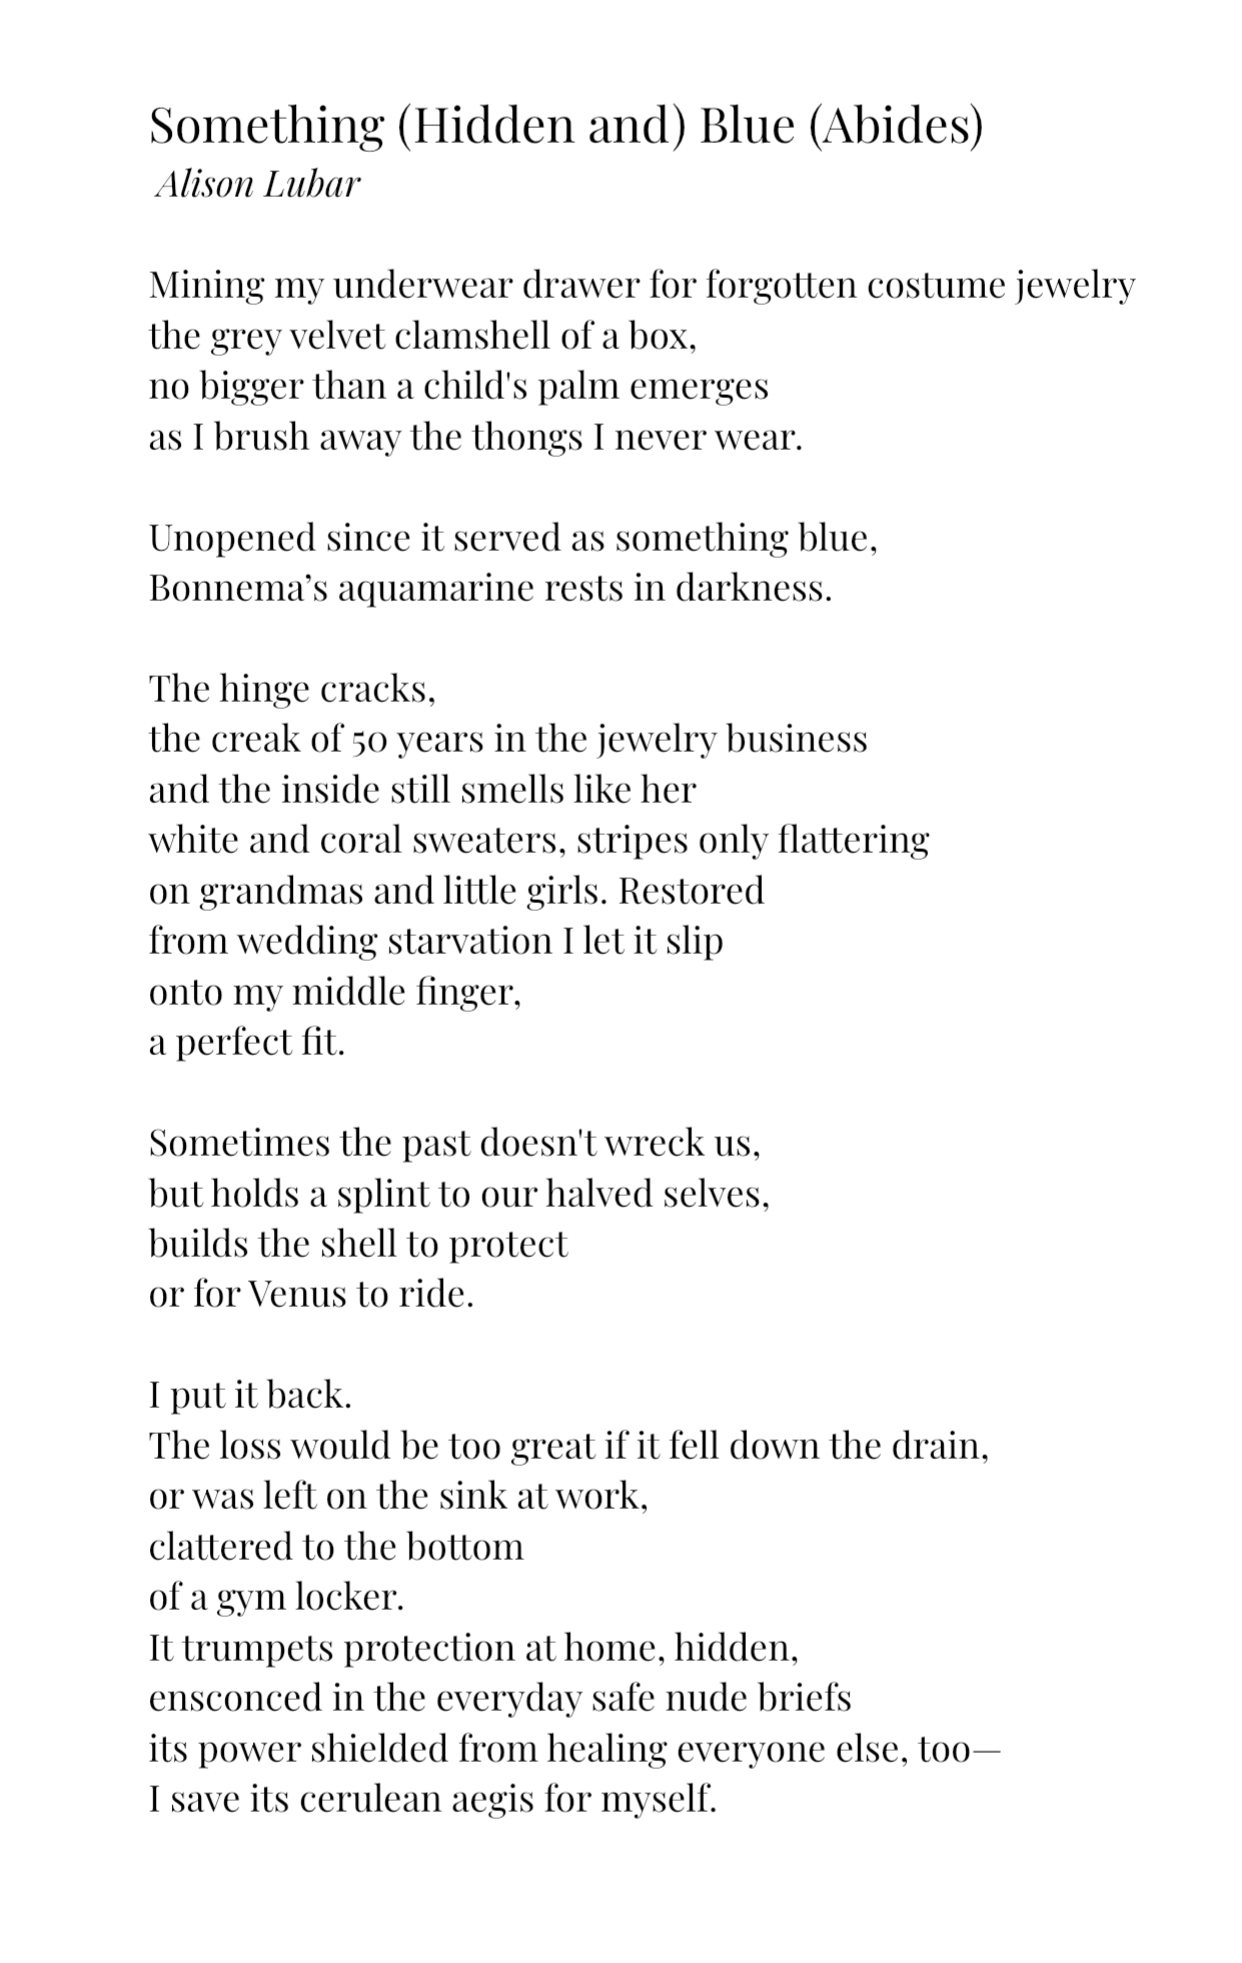 Something (Hidden and) Blue (Abides)
Alison Lubar
Mining my underwear drawer for forgotten costume jewelry
the grey velvet clamshell of a box,
no bigger than a child's palm emerges
as I brush away the thongs I never wear.
Unopened since it served as something blue,
Bonnema’s aquamarine rests in darkness.
The hinge cracks,
the creak of 50 years in the jewelry business
and the inside still smells like her
white and coral sweaters, stripes only flattering
on grandmas and little girls. Restored
from wedding starvation I let it slip
onto my middle finger,
a perfect fit.
Sometimes the past doesn't wreck us,
but holds a splint to our halved selves,
builds the shell to protect
or for Venus to ride.
I put it back.
The loss would be too great if it fell down the drain,
or was left on the sink at work,
clattered to the bottom
of a gym locker.
It trumpets protection at home, hidden,
ensconced in the everyday safe nude briefs
its power shielded from healing everyone else, too—
I save its cerulean aegis for myself.